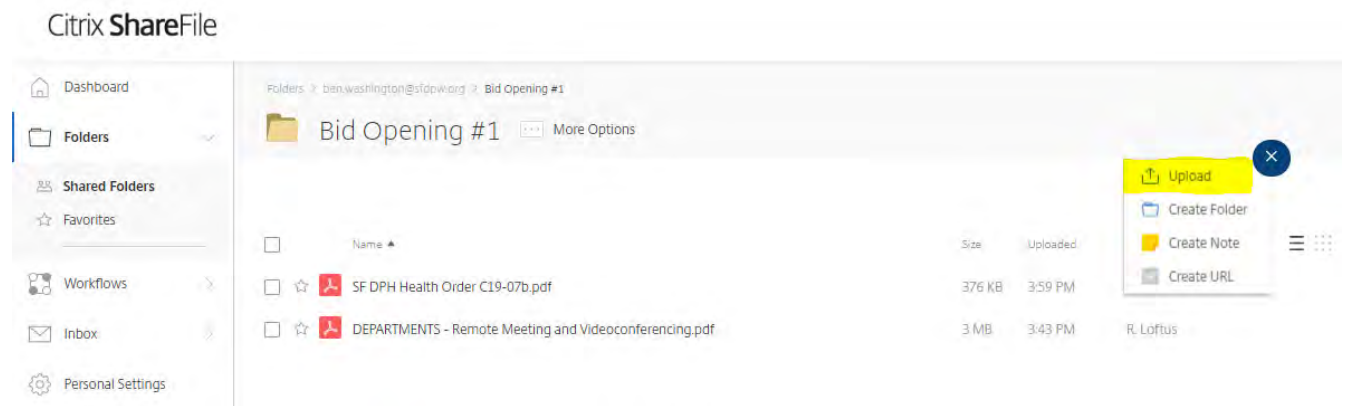 Citrix ShareFile
Dashboard
Folders
Shared Folders
Favorites
Workflows
Inbox
Personal Settings
Folders > ben.washington@sfdpw.org > Bid Opening #1
Bid Opening #1 ... More Options
Upload
Create Folder
Create Note
Create URL
Name Size Uploaded
SF DPH Health Order C19-07b.pdf 376 KB 3:59 PM
DEPARTMENTS - Remote Meeting and Videoconferencing.pdf 3 MB 3:43 PM R. Loftus